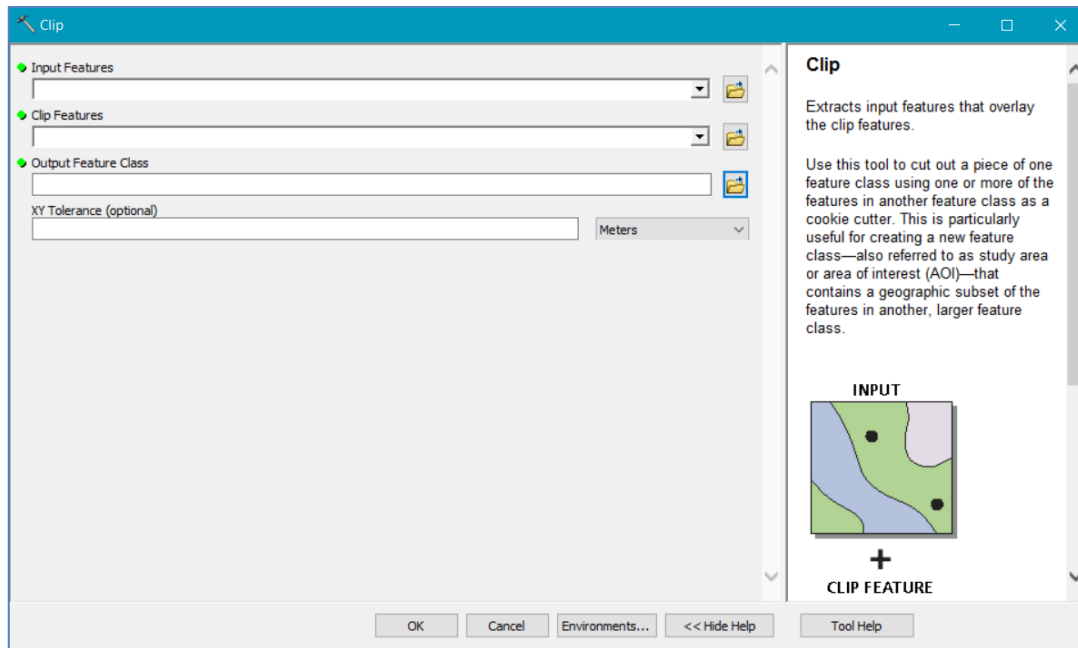 Clip
Input Features
Clip Features
Output Feature Class
XY Tolerance (optional)
Meters
OK
Cancel
Environments...
<< Hide Help
Tool Help
Clip
Extracts input features that overlay
the clip features.
Use this tool to cut out a piece of one
feature class using one or more of the
features in another feature class as a
cookie cutter. This is particularly
useful for creating a new feature
class—also referred to as study area
or area of interest (AOI)—that
contains a geographic subset of the
features in another, larger feature
class.
INPUT
+
CLIP FEATURE